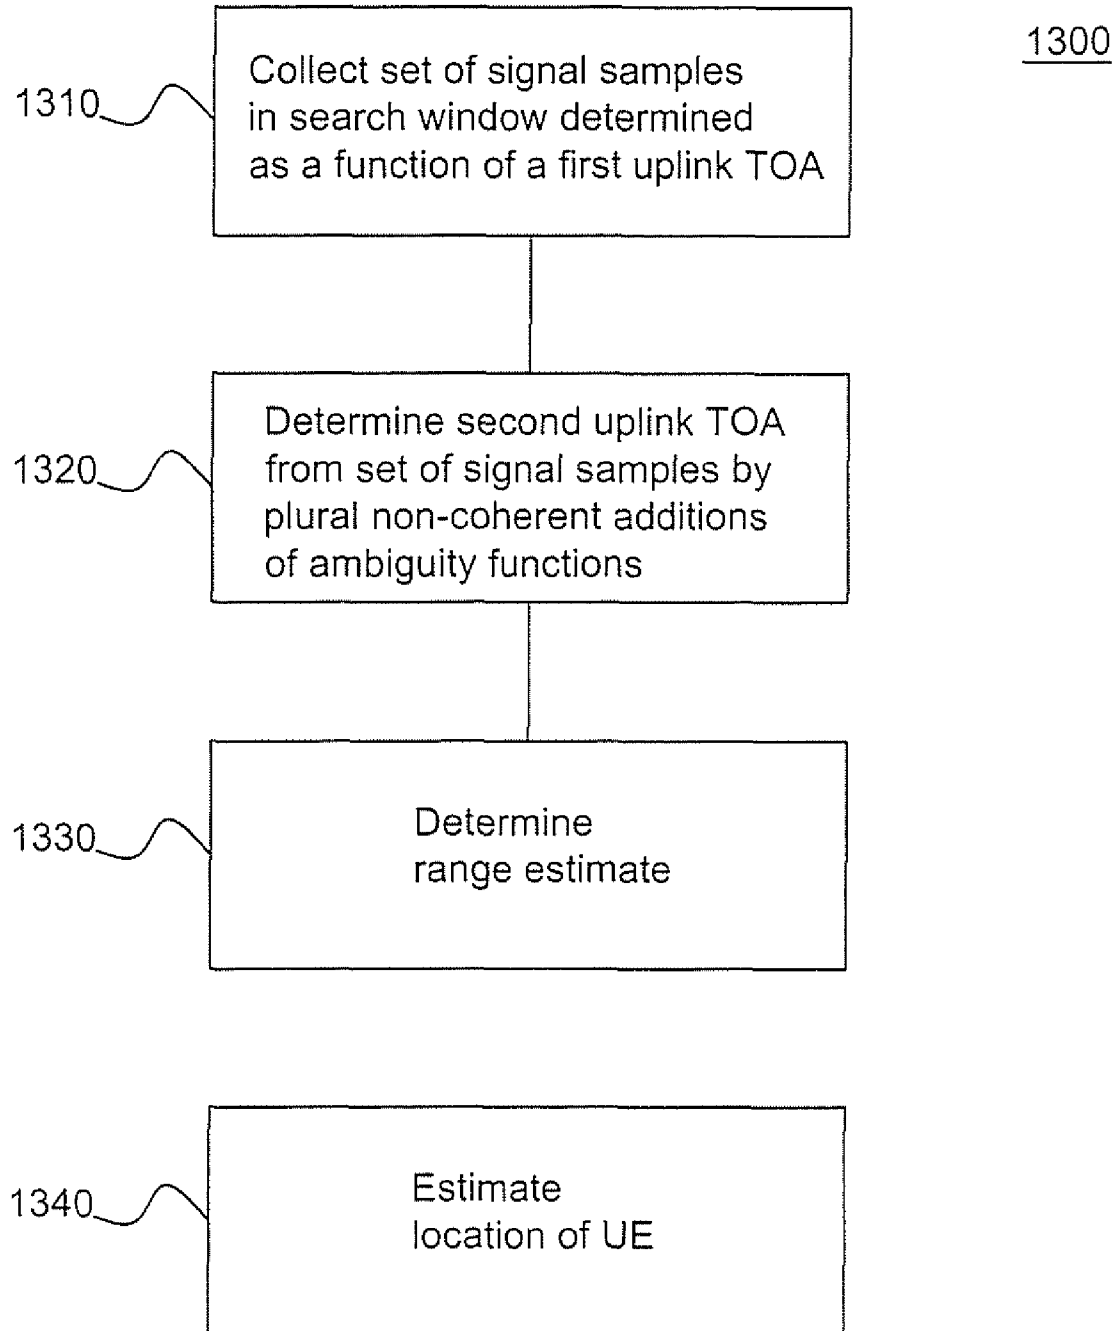 1300
1310
Collect set of signal samples
in search window determined
as a function of a first uplink TOA
1320
Determine second uplink TOA
from set of signal samples by
plural non-coherent additions
of ambiguity functions
1330
Determine
range estimate
1340
Estimate
location of UE